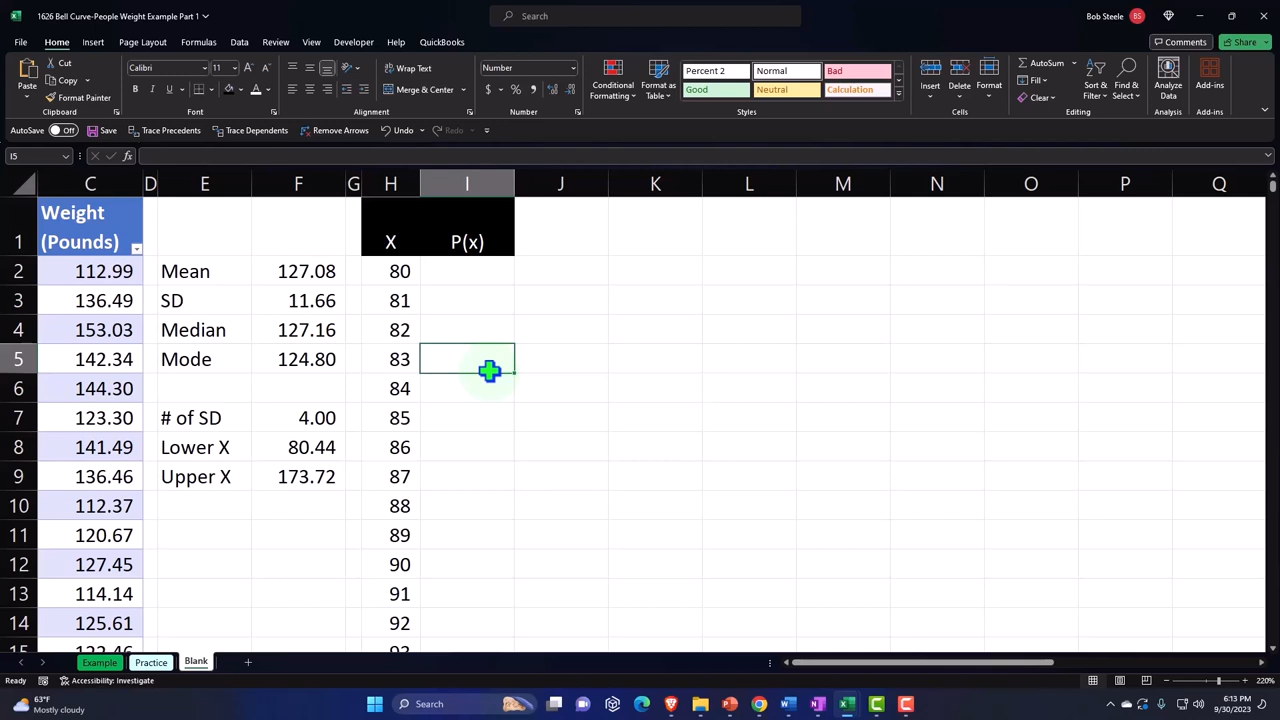 1626 Bell Curve-People Weight Example Part 1
Search
Bob Steele BS
File Home Insert Page Layout Formulas Data Review View Developer Help QuickBooks
Comments Share
Paste
Cut
Copy
Format Painter
Clipboard
Calibri 11
B I U
Font
Wrap Text
Merge & Center
Alignment
Number
$ % 9
Number
Conditional Formatting
Format as Table
Percent 2 Normal Bad
Good Neutral Calculation
Styles
Insert Delete Format
Cells
AutoSum
Fill
Clear
Sort & Filter
Find & Select
Editing
Analyze Data
Analysis
Add-ins
Add-ins
AutoSave Off Save Trace Precedents Trace Dependents Remove Arrows Undo Redo
I5 fx
C D E F G H I J K L M N O P Q
1 Weight (Pounds) X P(x)
2 112.99 Mean 127.08 80
3 136.49 SD 11.66 81
4 153.03 Median 127.16 82
5 142.34 Mode 124.80 83
6 144.30 84
7 123.30 # of SD 4.00 85
8 141.49 Lower X 80.44 86
9 136.46 Upper X 173.72 87
10 112.37 88
11 120.67 89
12 127.45 90
13 114.14 91
14 125.61 92
15 122.46 93
Example Practice Blank
Ready Accessibility: Investigate 220%
63°F
Mostly cloudy
Search
6:13 PM
9/30/2023